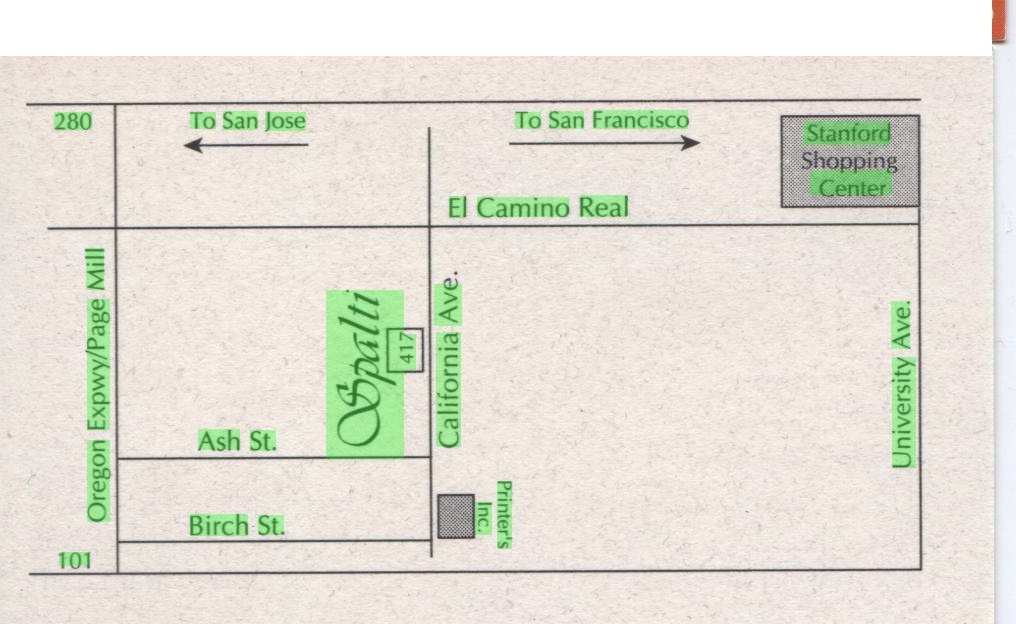 280
To San Jose
To San Francisco
Stanford
Shopping
Center
El Camino Real
Oregon Expwy/Page Mill
Spalti
417
California Ave.
University Ave.
Ash St.
Printer's
Inc.
Birch St.
101